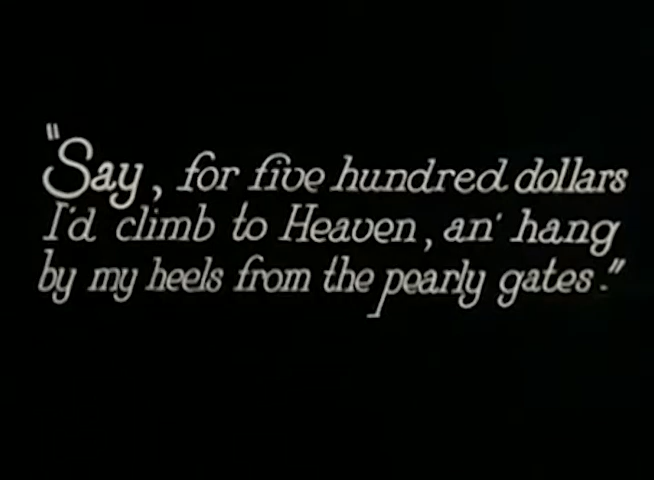 "Say, for five hundred dollars
I'd climb to Heaven, an' hang
by my heels from the pearly gates."